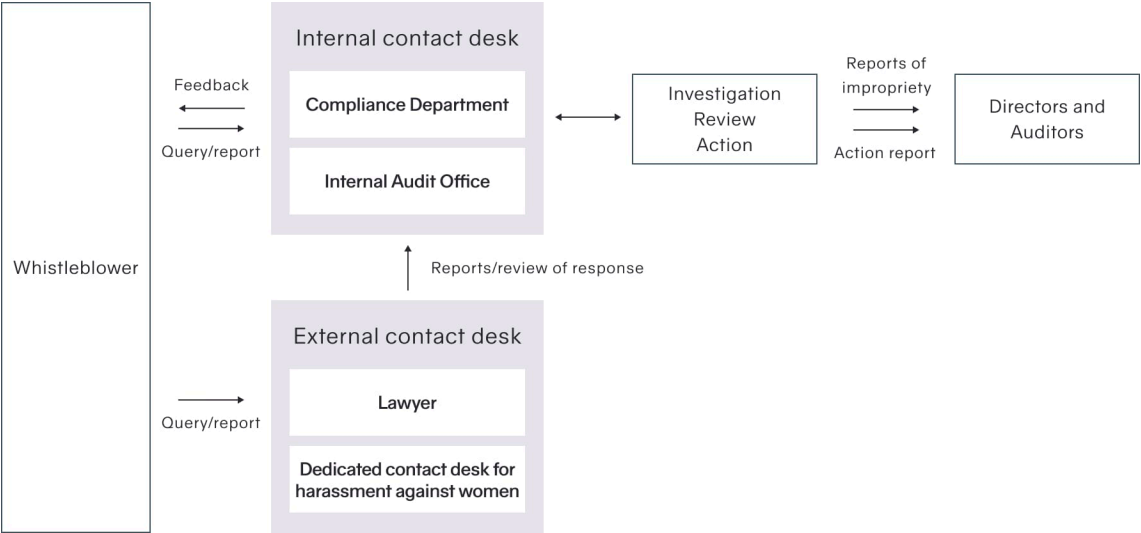 Whistleblower
Feedback
Query/report
Internal contact desk
Compliance Department
Internal Audit Office
Investigation
Review
Action
Reports of
impropriety
Action report
Directors and
Auditors
Reports/review of response
Query/report
External contact desk
Lawyer
Dedicated contact desk for
harassment against women